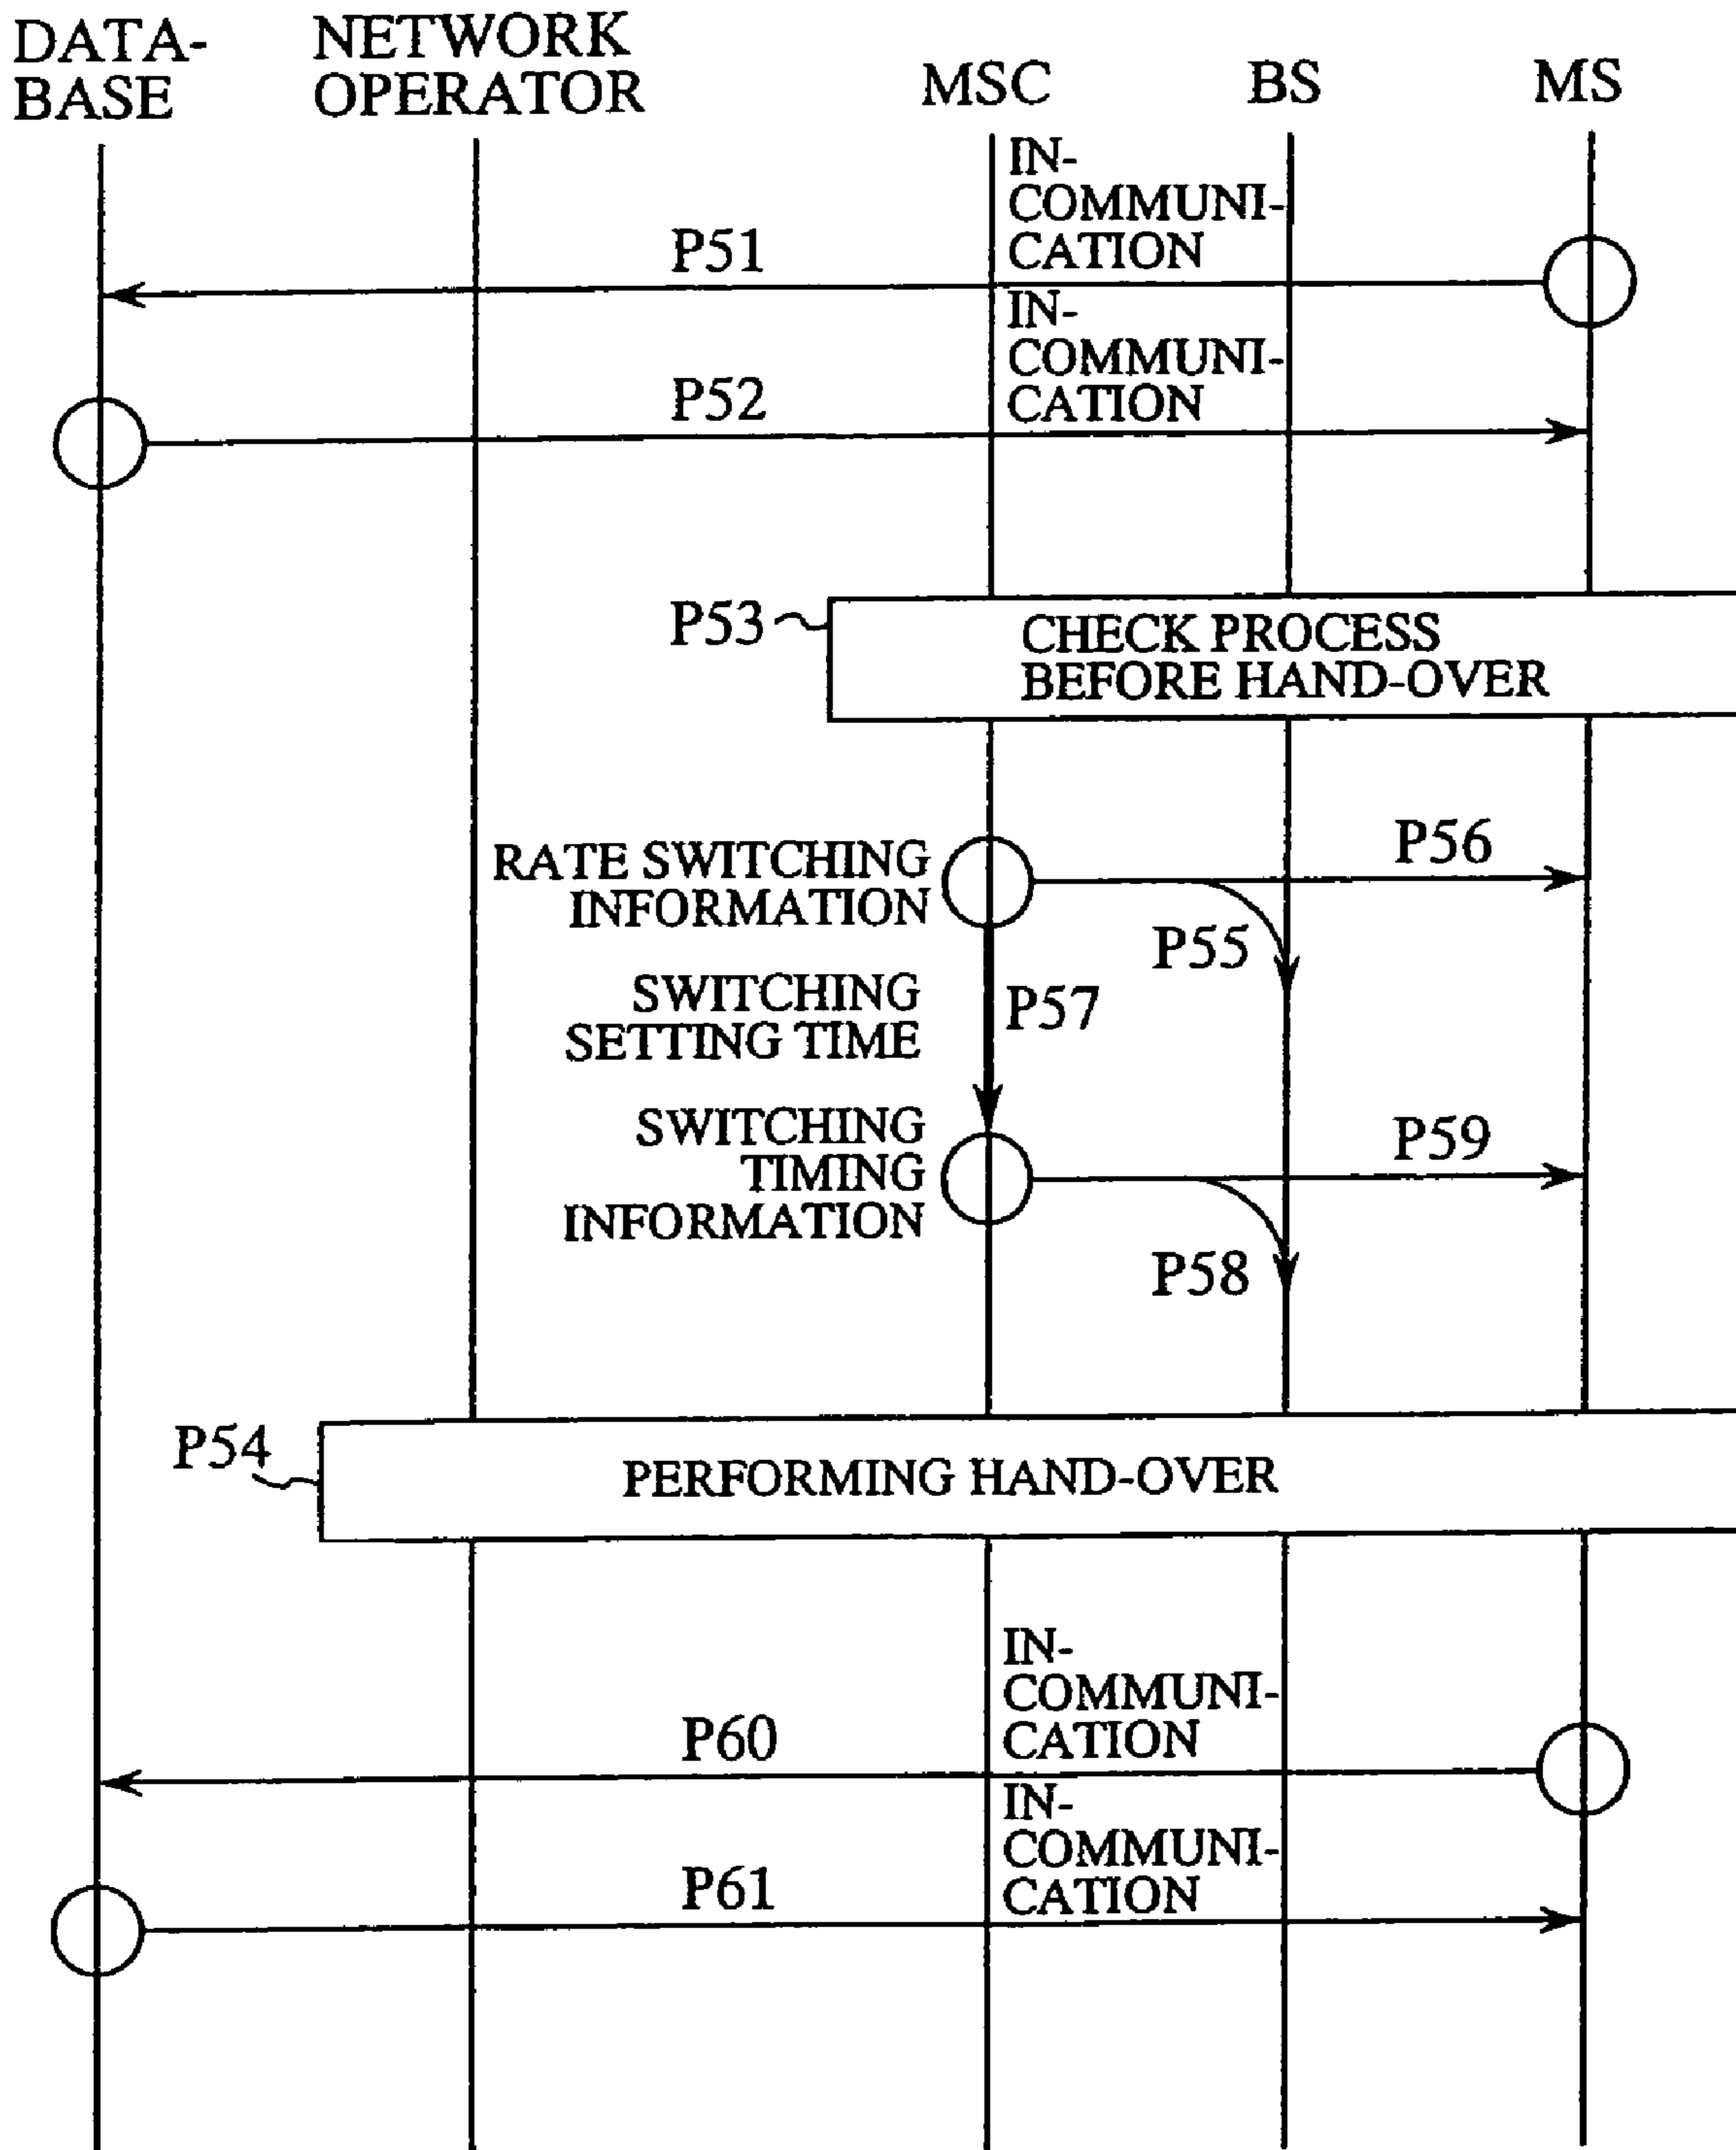 DATA-
BASE
NETWORK
OPERATOR
MSC
BS
MS
IN-
COMMUNI-
CATION
P51
IN-
COMMUNI-
CATION
P52
P53
CHECK PROCESS
BEFORE HAND-OVER
RATE SWITCHING
INFORMATION
P56
P55
SWITCHING
SETTING TIME
P57
SWITCHING
TIMING
INFORMATION
P59
P58
P54
PERFORMING HAND-OVER
IN-
COMMUNI-
CATION
P60
IN-
COMMUNI-
CATION
P61